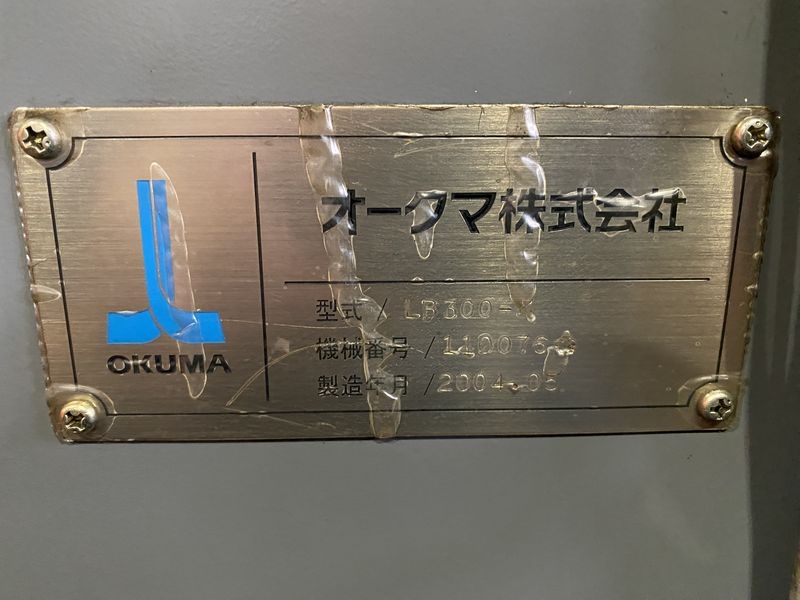 オークマ株式会社
OKUMA
型式 / LB300-
機械番号 /
製造年月 / 2004.05